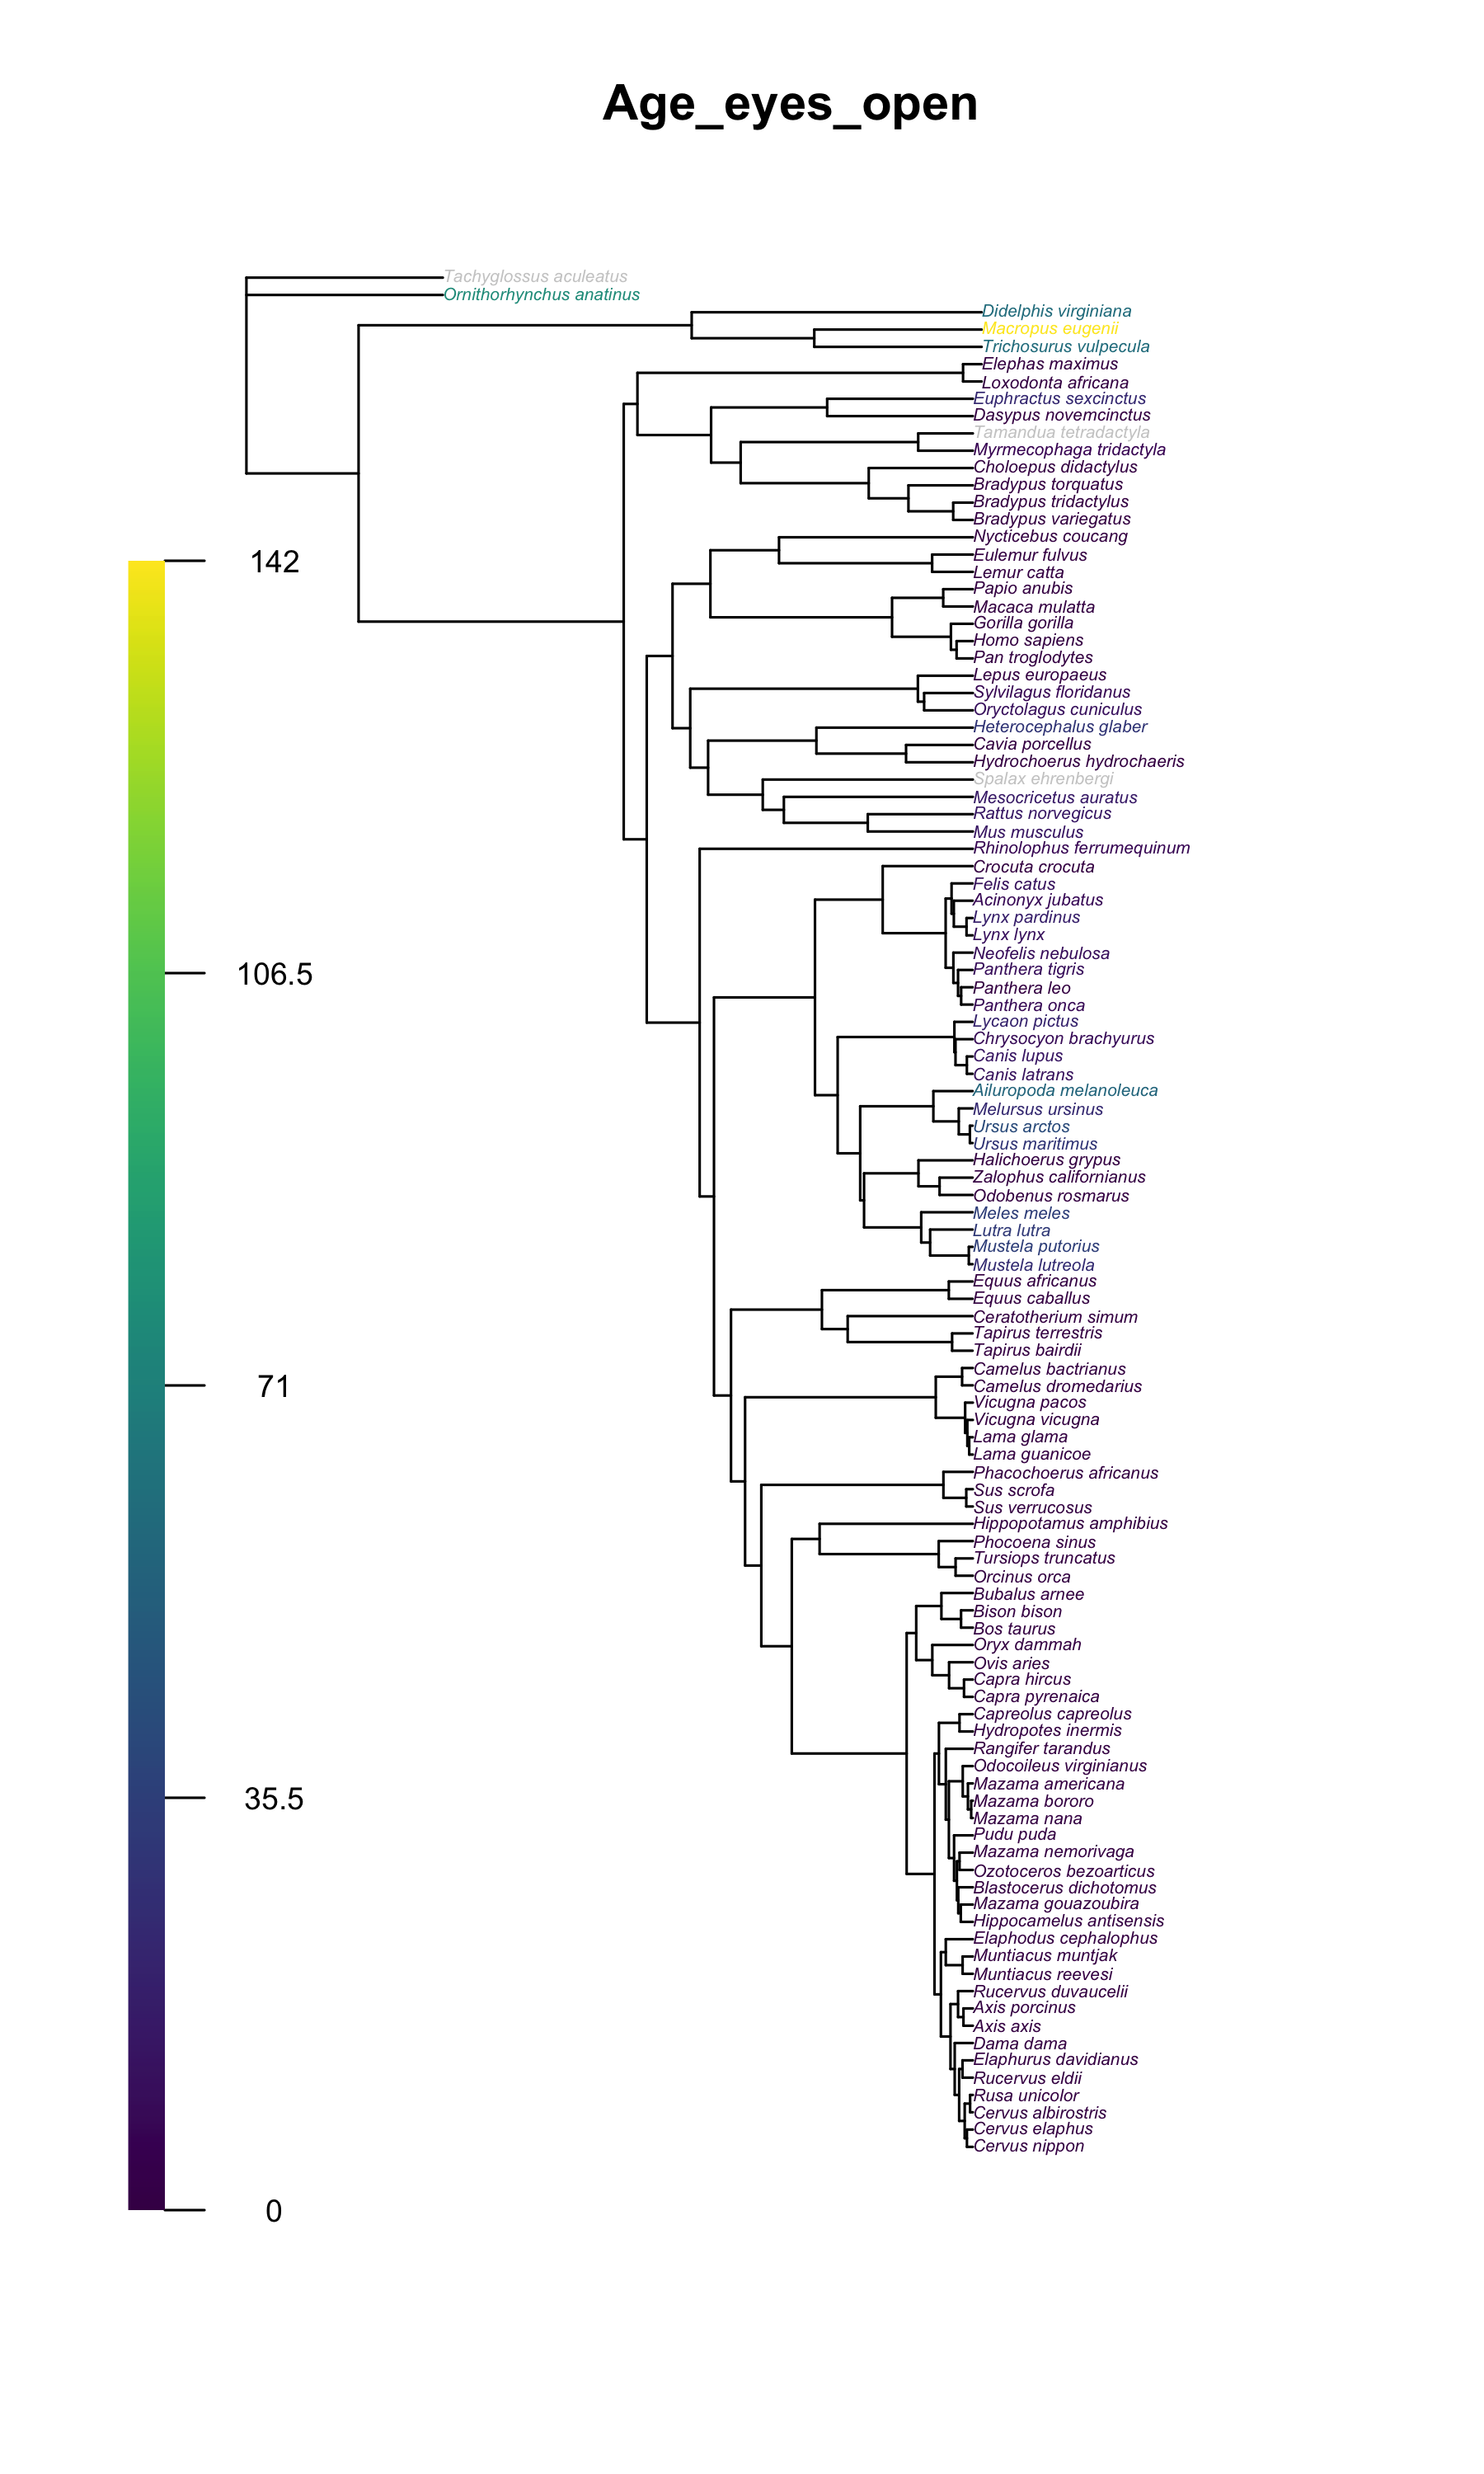 Age_eyes_open
Tachyglossus aculeatus
Ornithorhynchus anatinus
Didelphis virginiana
Macropus eugenii
Trichosurus vulpecula
Elephas maximus
Loxodonta africana
Euphractus sexcinctus
Dasypus novemcinctus
Tamandua tetradactyla
Myrmecophaga tridactyla
Choloepus didactylus
Bradypus torquatus
Bradypus tridactylus
Bradypus variegatus
Nycticebus coucang
Eulemur fulvus
Lemur catta
Papio anubis
Macaca mulatta
Gorilla gorilla
Homo sapiens
Pan troglodytes
Lepus europaeus
Sylvilagus floridanus
Oryctolagus cuniculus
Heterocephalus glaber
Cavia porcellus
Hydrochoerus hydrochaeris
Spalax ehrenbergi
Mesocricetus auratus
Rattus norvegicus
Mus musculus
Rhinolophus ferrumequinum
Crocuta crocuta
Felis catus
Acinonyx jubatus
Lynx pardinus
Lynx lynx
Neofelis nebulosa
Panthera tigris
Panthera leo
Panthera onca
Lycaon pictus
Chrysocyon brachyurus
Canis lupus
Canis latrans
Ailuropoda melanoleuca
Melursus ursinus
Ursus arctos
Ursus maritimus
Halichoerus grypus
Zalophus californianus
Odobenus rosmarus
Meles meles
Lutra lutra
Mustela putorius
Mustela lutreola
Equus africanus
Equus caballus
Ceratotherium simum
Tapirus terrestris
Tapirus bairdii
Camelus bactrianus
Camelus dromedarius
Vicugna pacos
Vicugna vicugna
Lama glama
Lama guanicoe
Phacochoerus africanus
Sus scrofa
Sus verrucosus
Hippopotamus amphibius
Phocoena sinus
Tursiops truncatus
Orcinus orca
Bubalus arnee
Bison bison
Bos taurus
Oryx dammah
Ovis aries
Capra hircus
Capra pyrenaica
Capreolus capreolus
Hydropotes inermis
Rangifer tarandus
Odocoileus virginianus
Mazama americana
Mazama bororo
Mazama nana
Pudu puda
Mazama nemorivaga
Ozotoceros bezoarticus
Blastocerus dichotomus
Mazama gouazoubira
Hippocamelus antisensis
Elaphodus cephalophus
Muntiacus muntjak
Muntiacus reevesi
Rucervus duvaucelii
Axis porcinus
Axis axis
Dama dama
Elaphurus davidianus
Rucervus eldii
Rusa unicolor
Cervus albirostris
Cervus elaphus
Cervus nippon
142
106.5
71
35.5
0